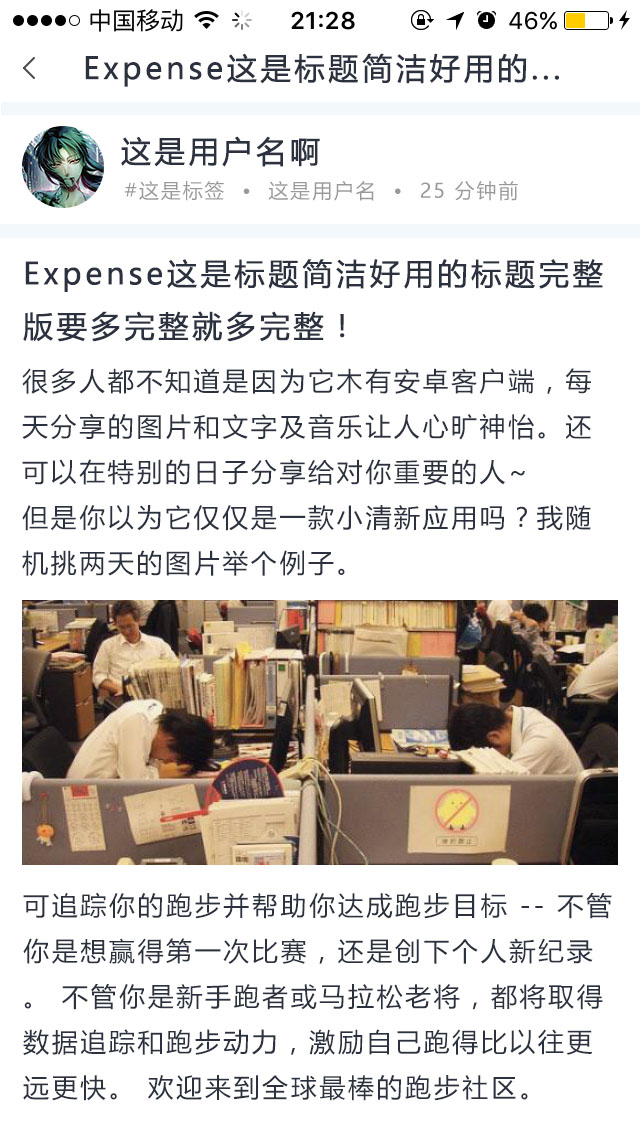 中国移动 21:28 46%
Expense这是标题简洁好用的...
这是用户名啊
#这是标签 • 这是用户名 • 25 分钟前
Expense这是标题简洁好用的标题完整
版要多完整就多完整！
很多人都不知道是因为它木有安卓客户端，每
天分享的图片和文字及音乐让人心旷神怡。还
可以在特别的日子分享给对你重要的人~
但是你以为它仅仅是一款小清新应用吗？我随
机挑两天的图片举个例子。
可追踪你的跑步并帮助你达成跑步目标 -- 不管
你是想赢得第一次比赛，还是创下个人新纪录
。 不管你是新手跑者或马拉松老将，都将取得
数据追踪和跑步动力，激励自己跑得比以往更
远更快。 欢迎来到全球最棒的跑步社区。